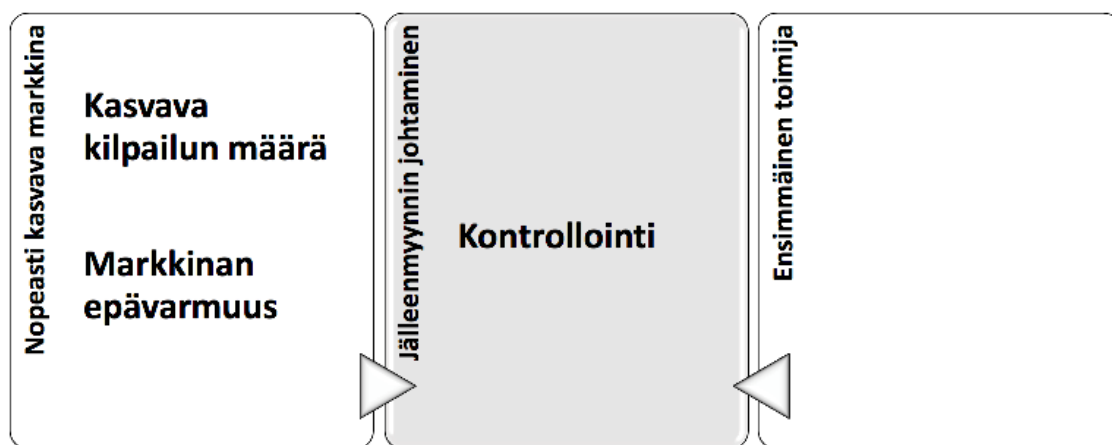 Nopeasti kasvava markkina
Kasvava
kilpailun määrä
Markkinan
epävarmuus
Jälleenmyynnin johtaminen
Kontrollointi
Ensimmäinen toimija